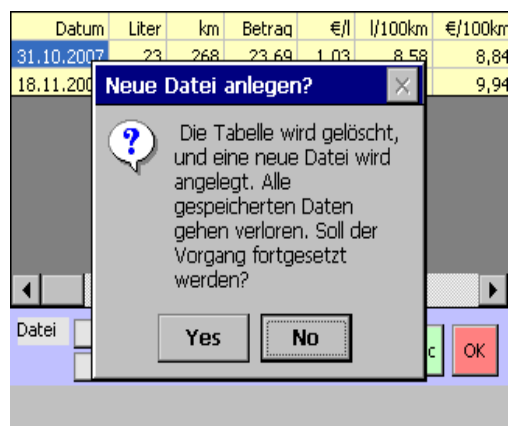 Datum Liter km Betrag €/l l/100km €/100km
31.10.2007 23 268 23,69 1,03 8,58 8,84
18.11.200 9,94
Neue Datei anlegen?
Die Tabelle wird gelöscht,
und eine neue Datei wird
angelegt. Alle
gespeicherten Daten
gehen verloren. Soll der
Vorgang fortgesetzt
werden?
Yes No
Datei c OK